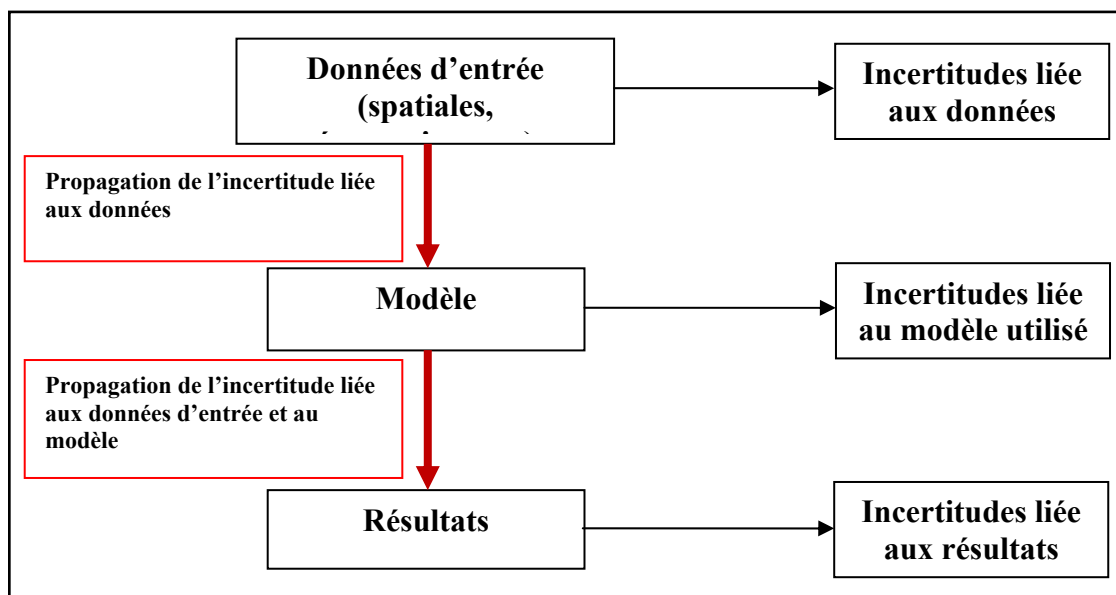 Données d’entrée
(spatiales,
Incertitudes liée
aux données
Propagation de l’incertitude liée
aux données
Modèle
Incertitudes liée
au modèle utilisé
Propagation de l’incertitude liée
aux données d’entrée et au
modèle
Résultats
Incertitudes liée
aux résultats